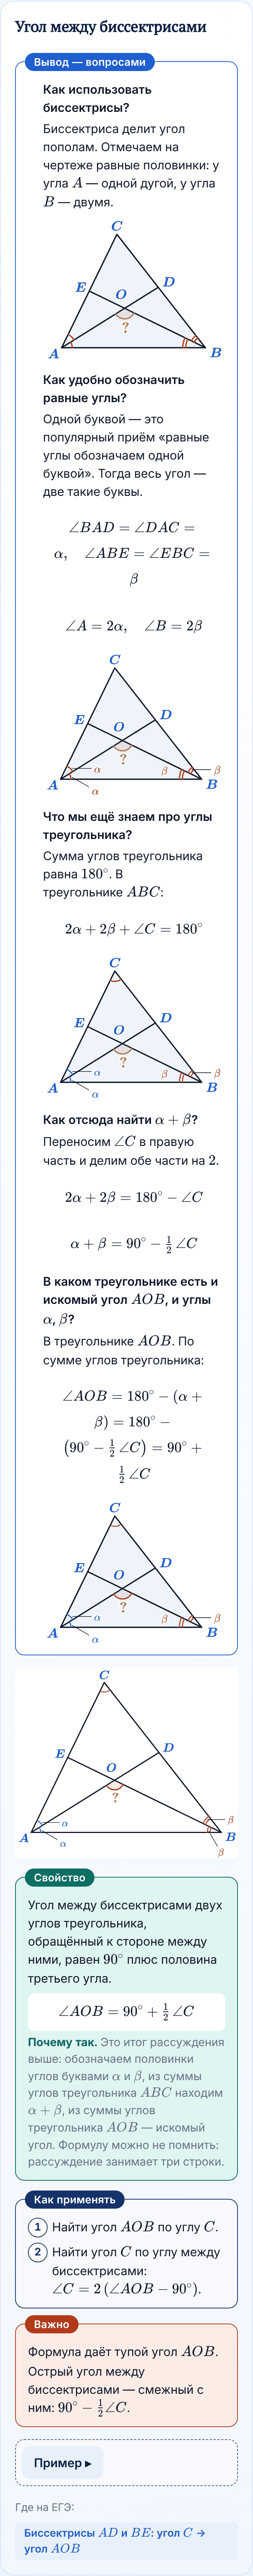 Угол между биссектрисами
Вывод — вопросами
Как использовать
биссектрисы?
Биссектриса делит угол
пополам. Отмечаем на
чертеже равные половинки: у
угла A — одной дугой, у угла
B — двумя.
C
E
O
D
?
A
B
Как удобно обозначить
равные углы?
Одной буквой — это
популярный приём «равные
углы обозначаем одной
буквой». Тогда весь угол —
две такие буквы.
∠BAD = ∠DAC =
α, ∠ABE = ∠EBC =
β
∠A = 2α, ∠B = 2β
C
E
O
D
?
α
β
β
A
α
B
Что мы ещё знаем про углы
треугольника?
Сумма углов треугольника
равна 180°. В
треугольнике ABC:
2α + 2β + ∠C = 180°
C
E
O
D
?
α
β
β
A
α
B
Как отсюда найти α + β?
Переносим ∠C в правую
часть и делим обе части на 2.
2α + 2β = 180° − ∠C
α + β = 90° − ½ ∠C
В каком треугольнике есть и
искомый угол AOB, и углы
α, β?
В треугольнике AOB. По
сумме углов треугольника:
∠AOB = 180° − (α +
β) = 180° −
(90° − ½ ∠C) = 90° +
½ ∠C
C
E
O
D
?
α
β
β
A
α
B
C
E
O
D
?
α
β
A
α
B
β
Свойство
Угол между биссектрисами двух
углов треугольника,
обращённый к стороне между
ними, равен 90° плюс половина
третьего угла.
∠AOB = 90° + ½ ∠C
Почему так. Это итог рассуждения
выше: обозначаем половинки
углов буквами α и β, из суммы
углов треугольника ABC находим
α + β, из суммы углов
треугольника AOB — искомый
угол. Формулу можно не помнить:
рассуждение занимает три строки.
Как применять
1 Найти угол AOB по углу C.
2 Найти угол C по углу между
биссектрисами:
∠C = 2 (∠AOB − 90°).
Важно
Формула даёт тупой угол AOB.
Острый угол между
биссектрисами — смежный с
ним: 90° − ½∠C.
Пример ▸
Где на ЕГЭ:
Биссектрисы AD и BE: угол C →
угол AOB